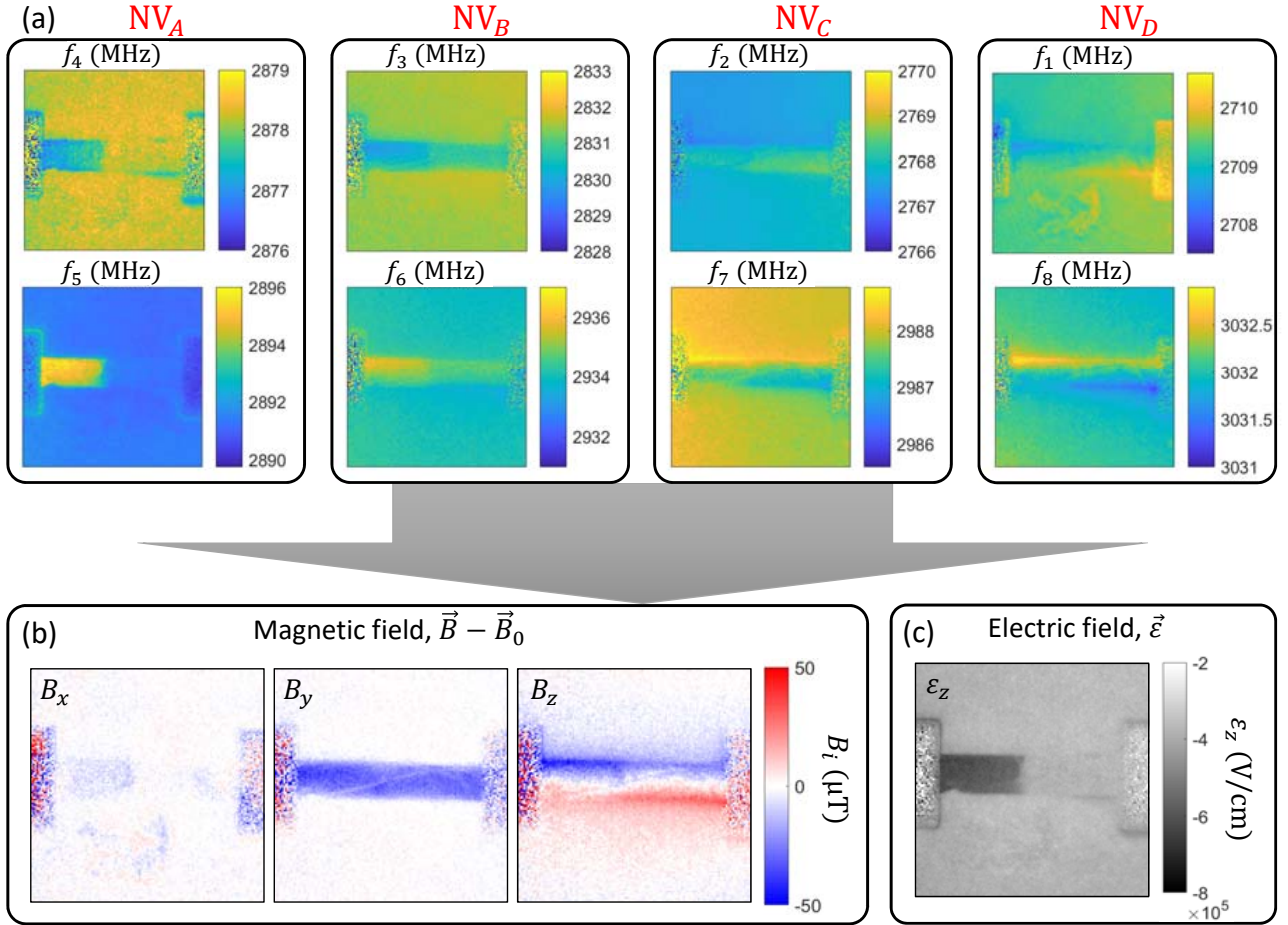 (a)
NV_A NV_B NV_C NV_D
f_4 (MHz)
2879
2878
2877
2876
f_5 (MHz)
2896
2894
2892
2890
f_3 (MHz)
2833
2832
2831
2830
2829
2828
f_6 (MHz)
2936
2934
2932
f_2 (MHz)
2770
2769
2768
2767
2766
f_7 (MHz)
2988
2987
2986
f_1 (MHz)
2710
2709
2708
f_8 (MHz)
3032.5
3032
3031.5
3031
(b)
Magnetic field, B⃗ − B⃗_0
B_x
B_y
B_z
50
0
-50
B_i (μT)
(c)
Electric field, ε⃗
ε_z
-2
-4
-6
-8
×10^5
ε_z (V/cm)